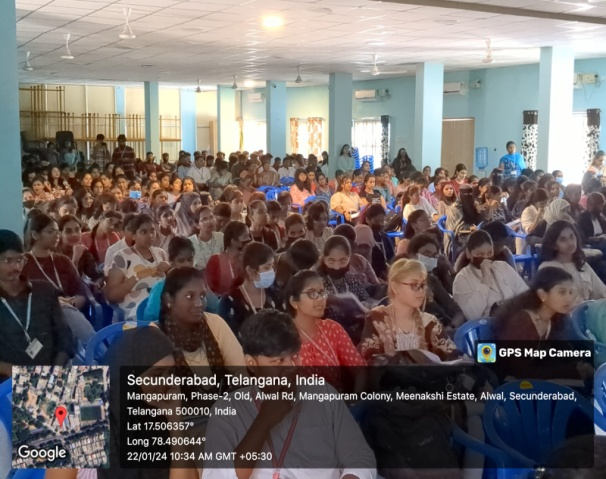 GPS Map Camera
Secunderabad, Telangana, India
Mangapuram, Phase-2, Old, Alwal Rd, Mangapuram Colony, Meenakshi Estate, Alwal, Secunderabad,
Telangana 500010, India
Lat 17.506357°
Long 78.490644°
22/01/24 10:34 AM GMT +05:30
Google